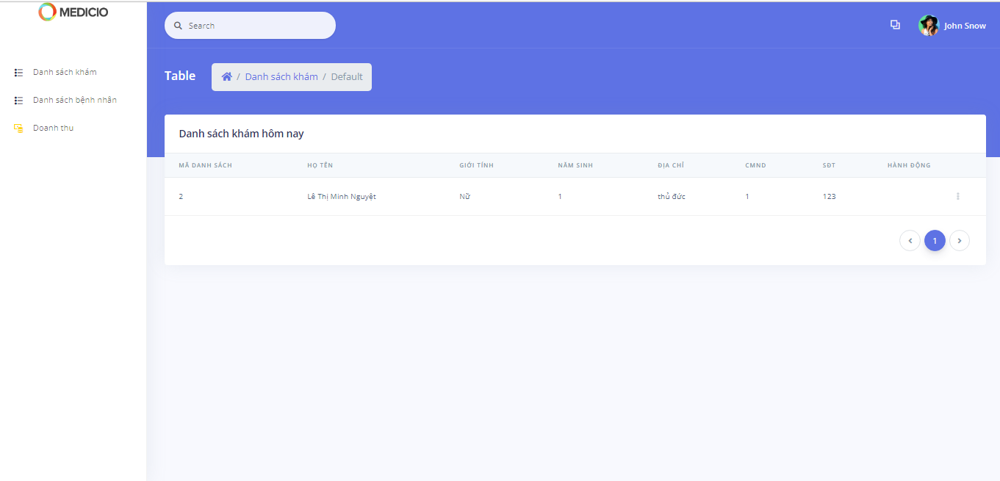 MEDICIO
Search
John Snow
Danh sách khám
Danh sách bệnh nhân
Doanh thu
Table
/ Danh sách khám / Default
Danh sách khám hôm nay
MÃ DANH SÁCH HỌ TÊN GIỚI TÍNH NĂM SINH ĐỊA CHỈ CMND SĐT HÀNH ĐỘNG
2 Lê Thị Minh Nguyệt Nữ 1 thủ đức 1 123
1